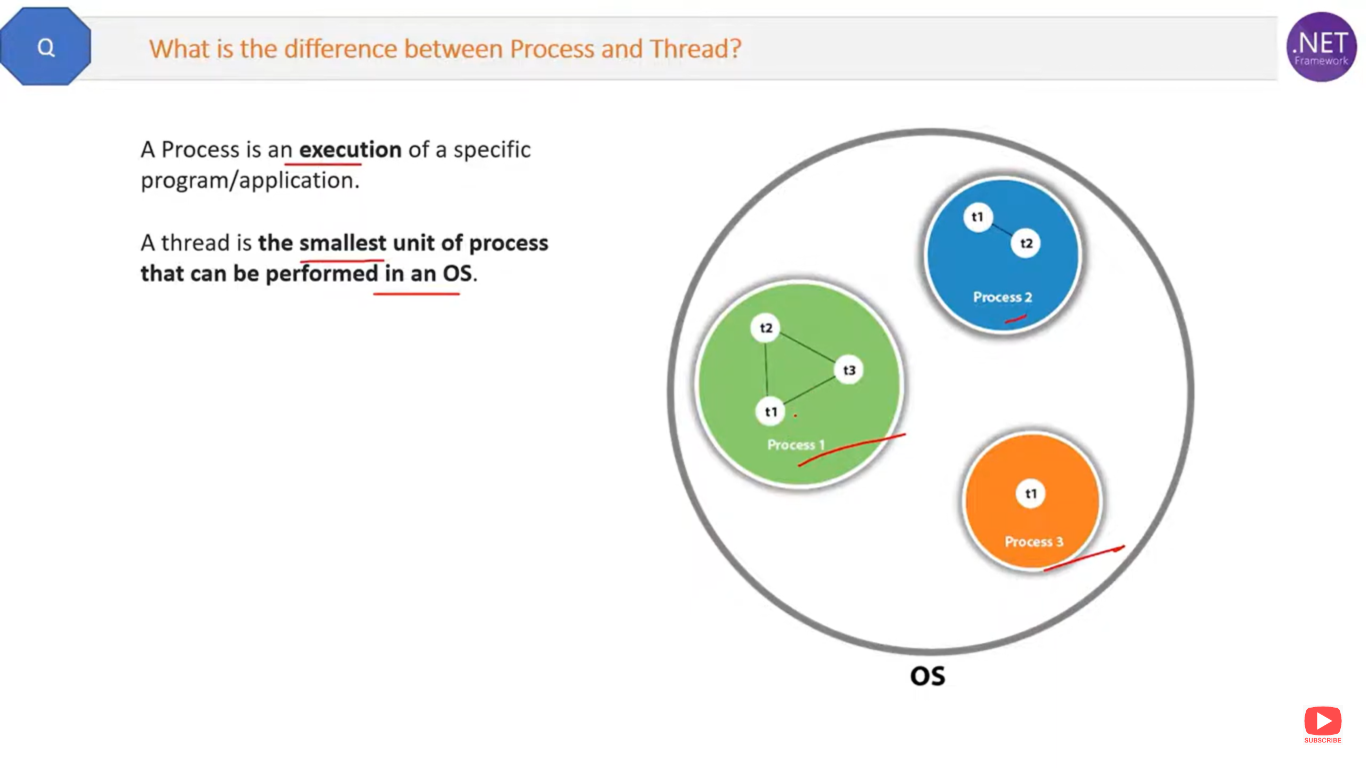 Q
What is the difference between Process and Thread?
.NET
Framework
A Process is an execution of a specific
program/application.
A thread is the smallest unit of process
that can be performed in an OS.
t1
t2
Process 2
t2
t3
t1
Process 1
t1
Process 3
OS
SUBSCRIBE